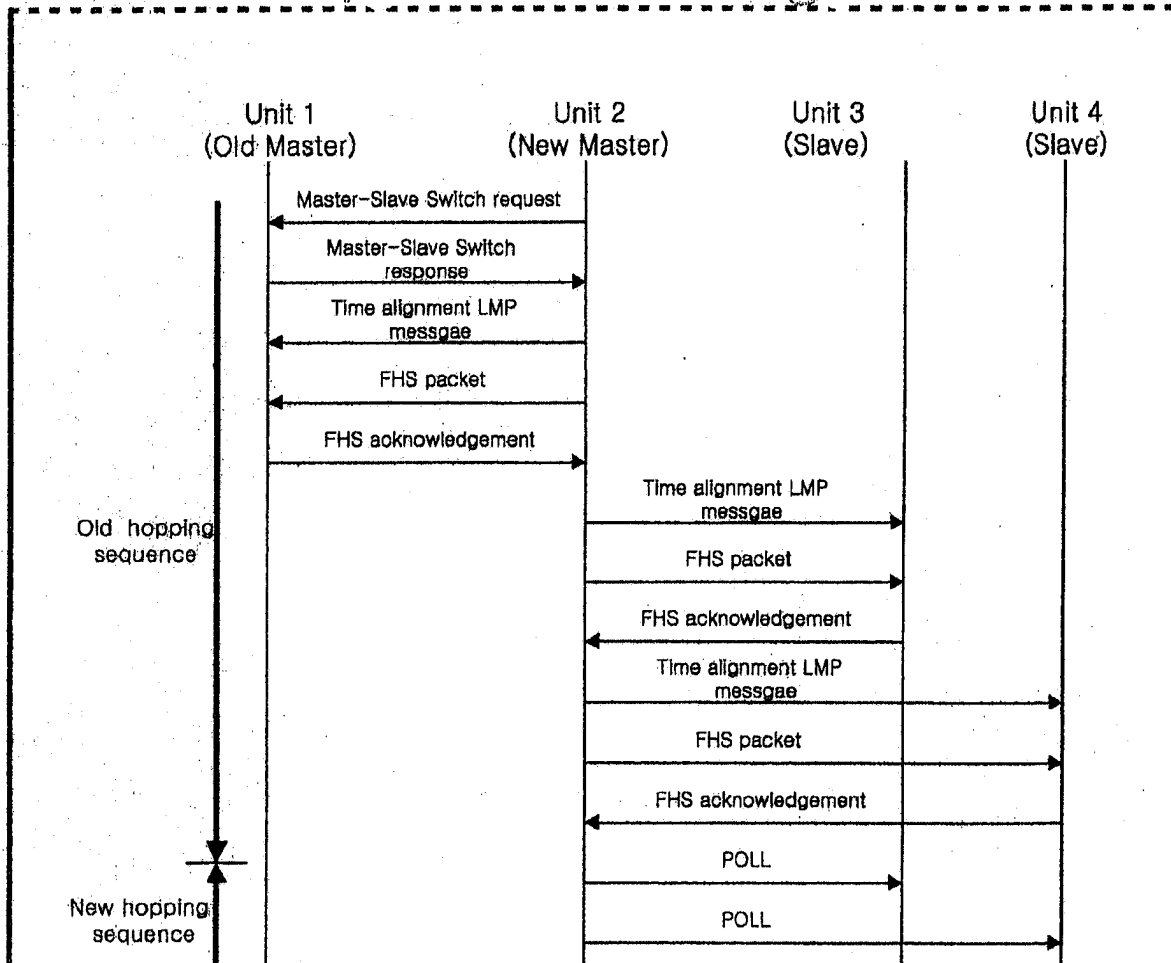 Unit 1
(Old Master)
Unit 2
(New Master)
Unit 3
(Slave)
Unit 4
(Slave)
Master-Slave Switch request
Master-Slave Switch
response
Time alignment LMP
messgae
FHS packet
FHS acknowledgement
Time alignment LMP
messgae
Old hopping
sequence
FHS packet
FHS acknowledgement
Time alignment LMP
messgae
FHS packet
FHS acknowledgement
POLL
New hopping
sequence
POLL